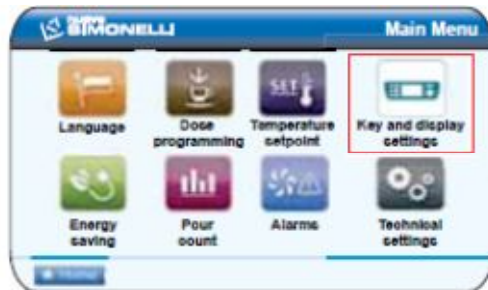 SIMONELLI
Main Menu
SET
Language
Dose
programming
Temperature
setpoint
Key and display
settings
Energy
saving
Pour
count
Alarms
Technical
settings
Home